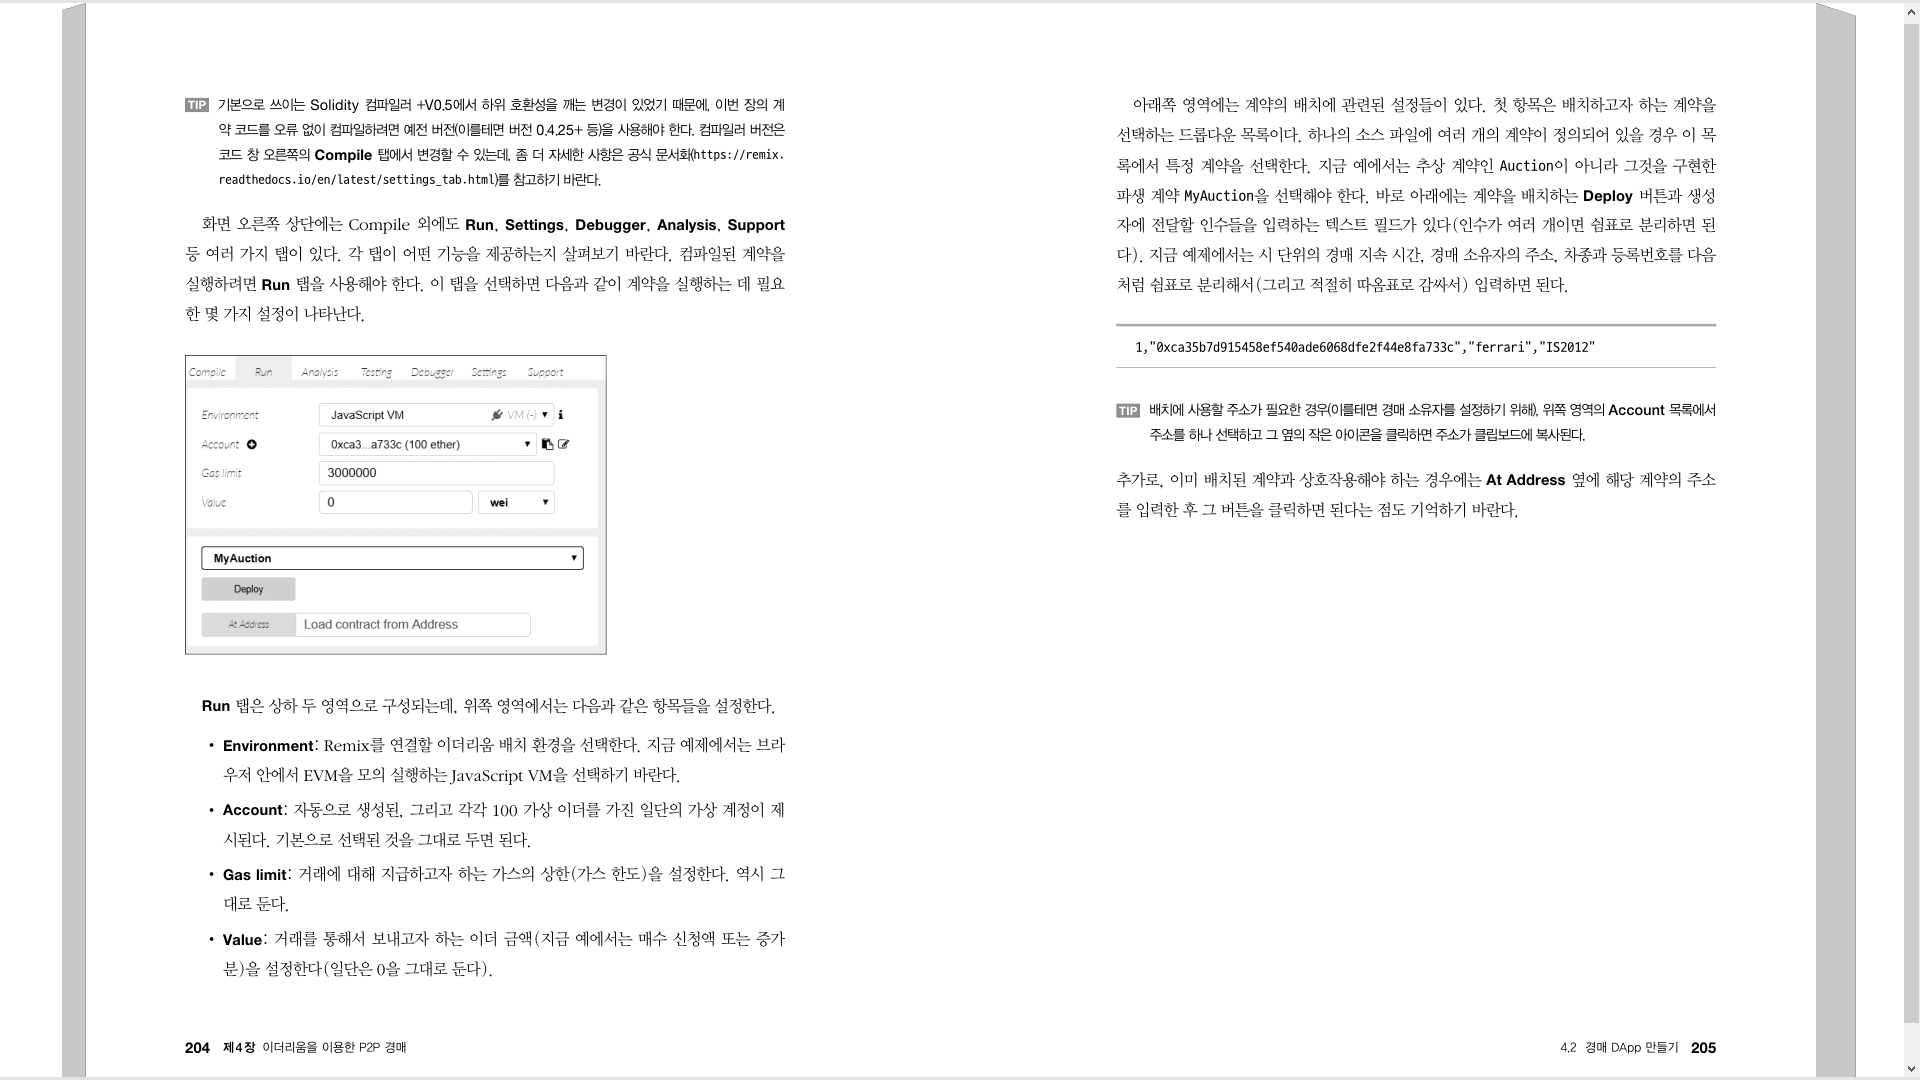 TIP 기본으로 쓰이는 Solidity 컴파일러 +V0.5에서 하위 호환성을 깨는 변경이 있었기 때문에, 이번 장의 계
약 코드를 오류 없이 컴파일하려면 예전 버전(이를테면 버전 0.4.25+ 등)을 사용해야 한다. 컴파일러 버전은
코드 창 오른쪽의 Compile 탭에서 변경할 수 있는데, 좀 더 자세한 사항은 공식 문서화(https://remix.
readthedocs.io/en/latest/settings_tab.html)를 참고하기 바란다.
화면 오른쪽 상단에는 Compile 외에도 Run, Settings, Debugger, Analysis, Support
등 여러 가지 탭이 있다. 각 탭이 어떤 기능을 제공하는지 살펴보기 바란다. 컴파일된 계약을
실행하려면 Run 탭을 사용해야 한다. 이 탭을 선택하면 다음과 같이 계약을 실행하는 데 필요
한 몇 가지 설정이 나타난다.
Compile Run Analysis Testing Debugger Settings Support
Environment JavaScript VM VM (-)
Account 0xca3...a733c (100 ether)
Gas limit 3000000
Value 0 wei
MyAuction
Deploy
At Address Load contract from Address
Run 탭은 상하 두 영역으로 구성되는데, 위쪽 영역에서는 다음과 같은 항목들을 설정한다.
• Environment: Remix를 연결할 이더리움 배치 환경을 선택한다. 지금 예제에서는 브라
우저 안에서 EVM을 모의 실행하는 JavaScript VM을 선택하기 바란다.
• Account: 자동으로 생성된, 그리고 각각 100 가상 이더를 가진 일단의 가상 계정이 제
시된다. 기본으로 선택된 것을 그대로 두면 된다.
• Gas limit: 거래에 대해 지급하고자 하는 가스의 상한(가스 한도)을 설정한다. 역시 그
대로 둔다.
• Value: 거래를 통해서 보내고자 하는 이더 금액(지금 예에서는 매수 신청액 또는 증가
분)을 설정한다(일단은 0을 그대로 둔다).
204 제4장 이더리움을 이용한 P2P 경매
아래쪽 영역에는 계약의 배치에 관련된 설정들이 있다. 첫 항목은 배치하고자 하는 계약을
선택하는 드롭다운 목록이다. 하나의 소스 파일에 여러 개의 계약이 정의되어 있을 경우 이 목
록에서 특정 계약을 선택한다. 지금 예에서는 추상 계약인 Auction이 아니라 그것을 구현한
파생 계약 MyAuction을 선택해야 한다. 바로 아래에는 계약을 배치하는 Deploy 버튼과 생성
자에 전달할 인수들을 입력하는 텍스트 필드가 있다(인수가 여러 개이면 쉼표로 분리하면 된
다). 지금 예제에서는 시 단위의 경매 지속 시간, 경매 소유자의 주소, 차종과 등록번호를 다음
처럼 쉼표로 분리해서(그리고 적절히 따옴표로 감싸서) 입력하면 된다.
1,"0xca35b7d915458ef540ade6068dfe2f44e8fa733c","ferrari","IS2012"
TIP 배치에 사용할 주소가 필요한 경우(이를테면 경매 소유자를 설정하기 위해), 위쪽 영역의 Account 목록에서
주소를 하나 선택하고 그 옆의 작은 아이콘을 클릭하면 주소가 클립보드에 복사된다.
추가로, 이미 배치된 계약과 상호작용해야 하는 경우에는 At Address 옆에 해당 계약의 주소
를 입력한 후 그 버튼을 클릭하면 된다는 점도 기억하기 바란다.
4.2 경매 DApp 만들기 205